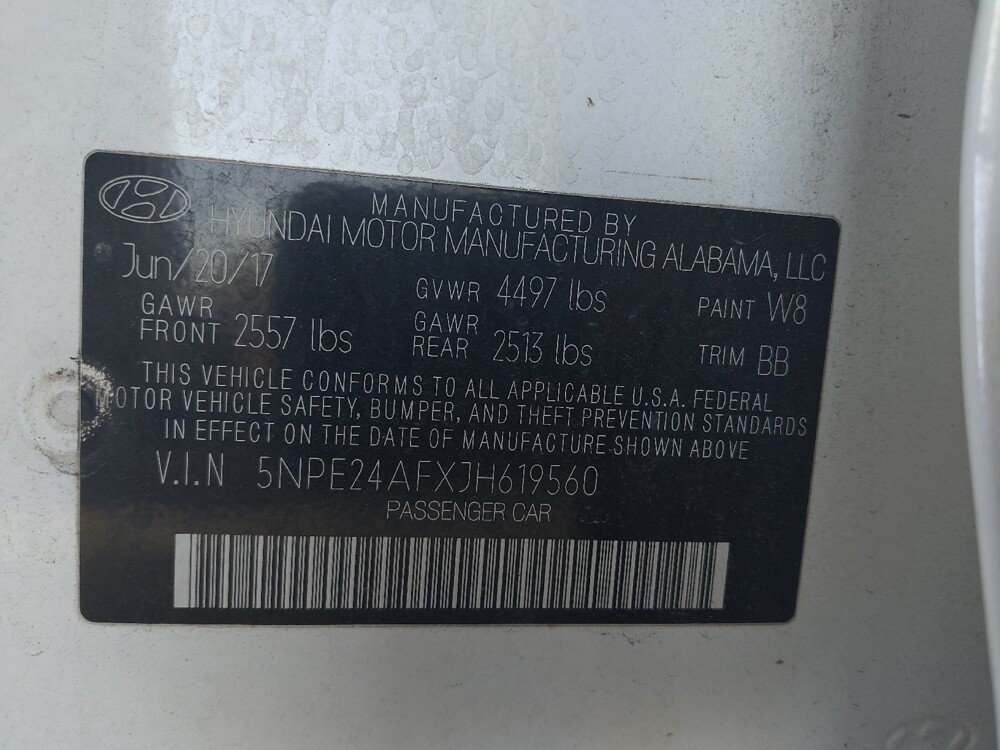 MANUFACTURED BY
HYUNDAI MOTOR MANUFACTURING ALABAMA, LLC
Jun/20/17
GVWR 4497 lbs
PAINT W8
GAWR
FRONT 2557 lbs
GAWR
REAR 2513 lbs
TRIM BB
THIS VEHICLE CONFORMS TO ALL APPLICABLE U.S.A. FEDERAL
MOTOR VEHICLE SAFETY, BUMPER, AND THEFT PREVENTION STANDARDS
IN EFFECT ON THE DATE OF MANUFACTURE SHOWN ABOVE
V.I.N 5NPE24AFXJH619560
PASSENGER CAR